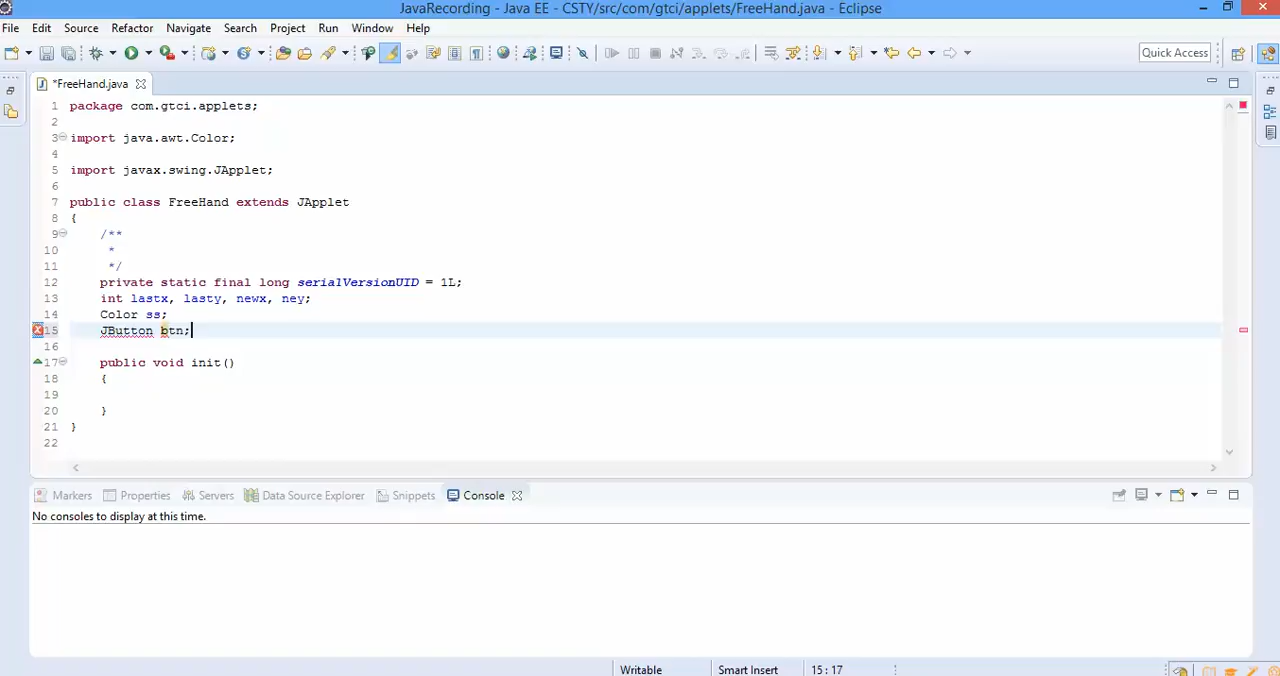 JavaRecording - Java EE - CSTY/src/com/gtci/applets/FreeHand.java - Eclipse
File Edit Source Refactor Navigate Search Project Run Window Help
Quick Access
*FreeHand.java
1 package com.gtci.applets;
2
3 import java.awt.Color;
4
5 import javax.swing.JApplet;
6
7 public class FreeHand extends JApplet
8 {
9 /**
10 *
11 */
12 private static final long serialVersionUID = 1L;
13 int lastx, lasty, newx, ney;
14 Color ss;
15 JButton btn;
16
17 public void init()
18 {
19
20 }
21 }
22
Markers Properties Servers Data Source Explorer Snippets Console
No consoles to display at this time.
Writable Smart Insert 15 : 17